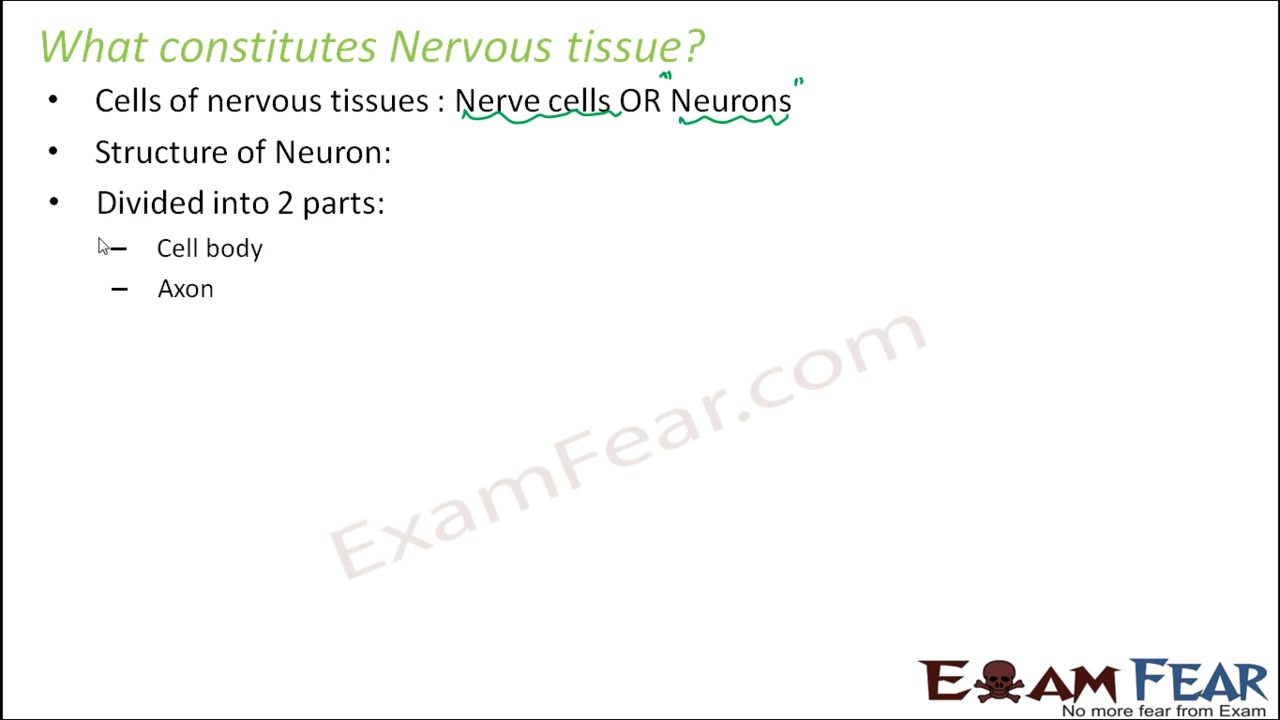 What constitutes Nervous tissue?
• Cells of nervous tissues : Nerve cells OR "Neurons"
• Structure of Neuron:
• Divided into 2 parts:
– Cell body
– Axon
ExamFear.com
EXAM FEAR
No more fear from Exam